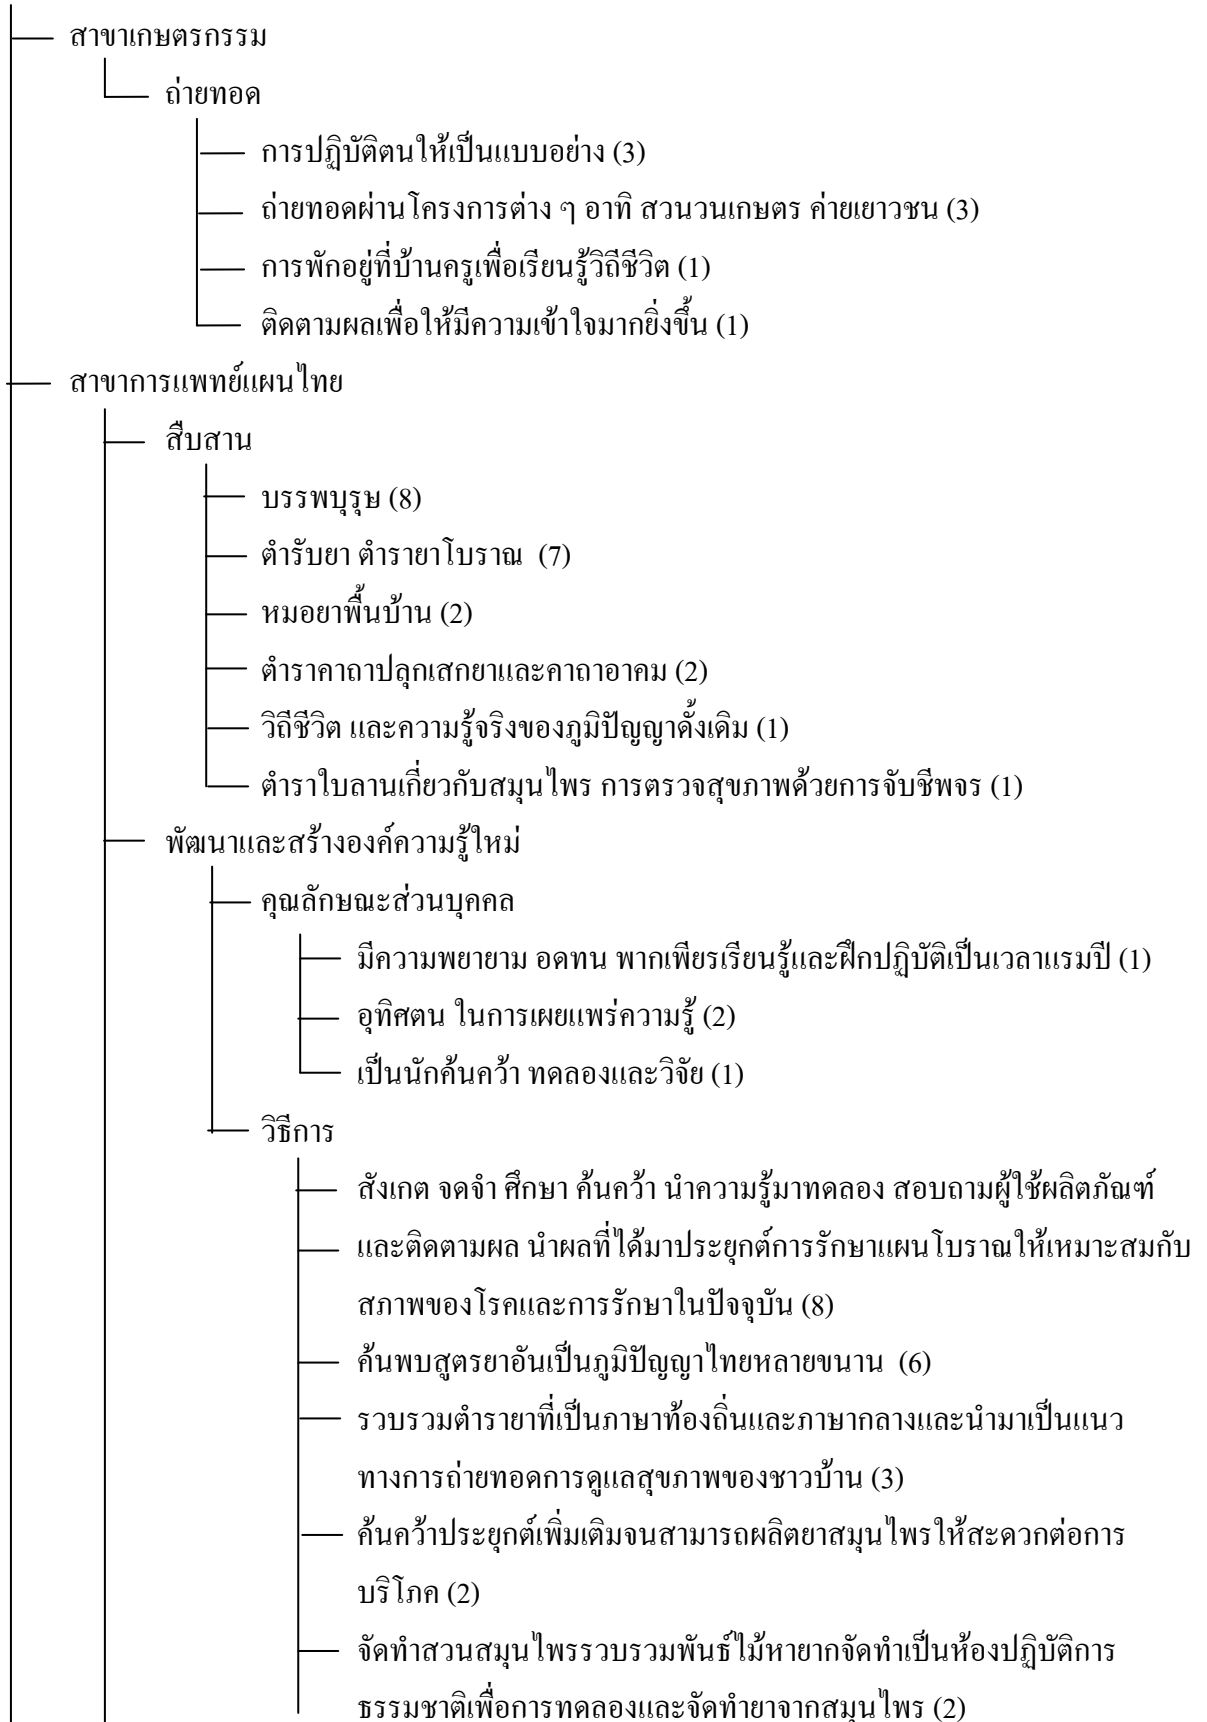 สาขาเกษตรกรรม
ถ่ายทอด
การปฏิบัติตนให้เป็นแบบอย่าง (3)
ถ่ายทอดผ่านโครงการต่าง ๆ อาทิ สวนวนเกษตร ค่ายเยาวชน (3)
การพักอยู่ที่บ้านครูเพื่อเรียนรู้วิถีชีวิต (1)
ติดตามผลเพื่อให้มีความเข้าใจมากยิ่งขึ้น (1)
สาขาการแพทย์แผนไทย
สืบสาน
บรรพบุรุษ (8)
ตำรับยา ตำรายาโบราณ (7)
หมอยาพื้นบ้าน (2)
ตำราคาถาปลุกเสกยาและคาถาอาคม (2)
วิถีชีวิต และความรู้จริงของภูมิปัญญาดั้งเดิม (1)
ตำราใบลานเกี่ยวกับสมุนไพร การตรวจสุขภาพด้วยการจับชีพจร (1)
พัฒนาและสร้างองค์ความรู้ใหม่
คุณลักษณะส่วนบุคคล
มีความพยายาม อดทน พากเพียรเรียนรู้และฝึกปฏิบัติเป็นเวลาแรมปี (1)
อุทิศตน ในการเผยแพร่ความรู้ (2)
เป็นนักค้นคว้า ทดลองและวิจัย (1)
วิธีการ
สังเกต จดจำ ศึกษา ค้นคว้า นำความรู้มาทดลอง สอบถามผู้ใช้ผลิตภัณฑ์
และติดตามผล นำผลที่ได้มาประยุกต์การรักษาแผนโบราณให้เหมาะสมกับ
สภาพของโรคและการรักษาในปัจจุบัน (8)
ค้นพบสูตรยาอันเป็นภูมิปัญญาไทยหลายขนาน (6)
รวบรวมตำรายาที่เป็นภาษาท้องถิ่นและภาษากลางและนำมาเป็นแนว
ทางการถ่ายทอดการดูแลสุขภาพของชาวบ้าน (3)
ค้นคว้าประยุกต์เพิ่มเติมจนสามารถผลิตยาสมุนไพรให้สะดวกต่อการ
บริโภค (2)
จัดทำสวนสมุนไพรรวบรวมพันธ์ไม้หายากจัดทำเป็นห้องปฏิบัติการ
ธรรมชาติเพื่อการทดลองและจัดทำยาจากสมุนไพร (2)